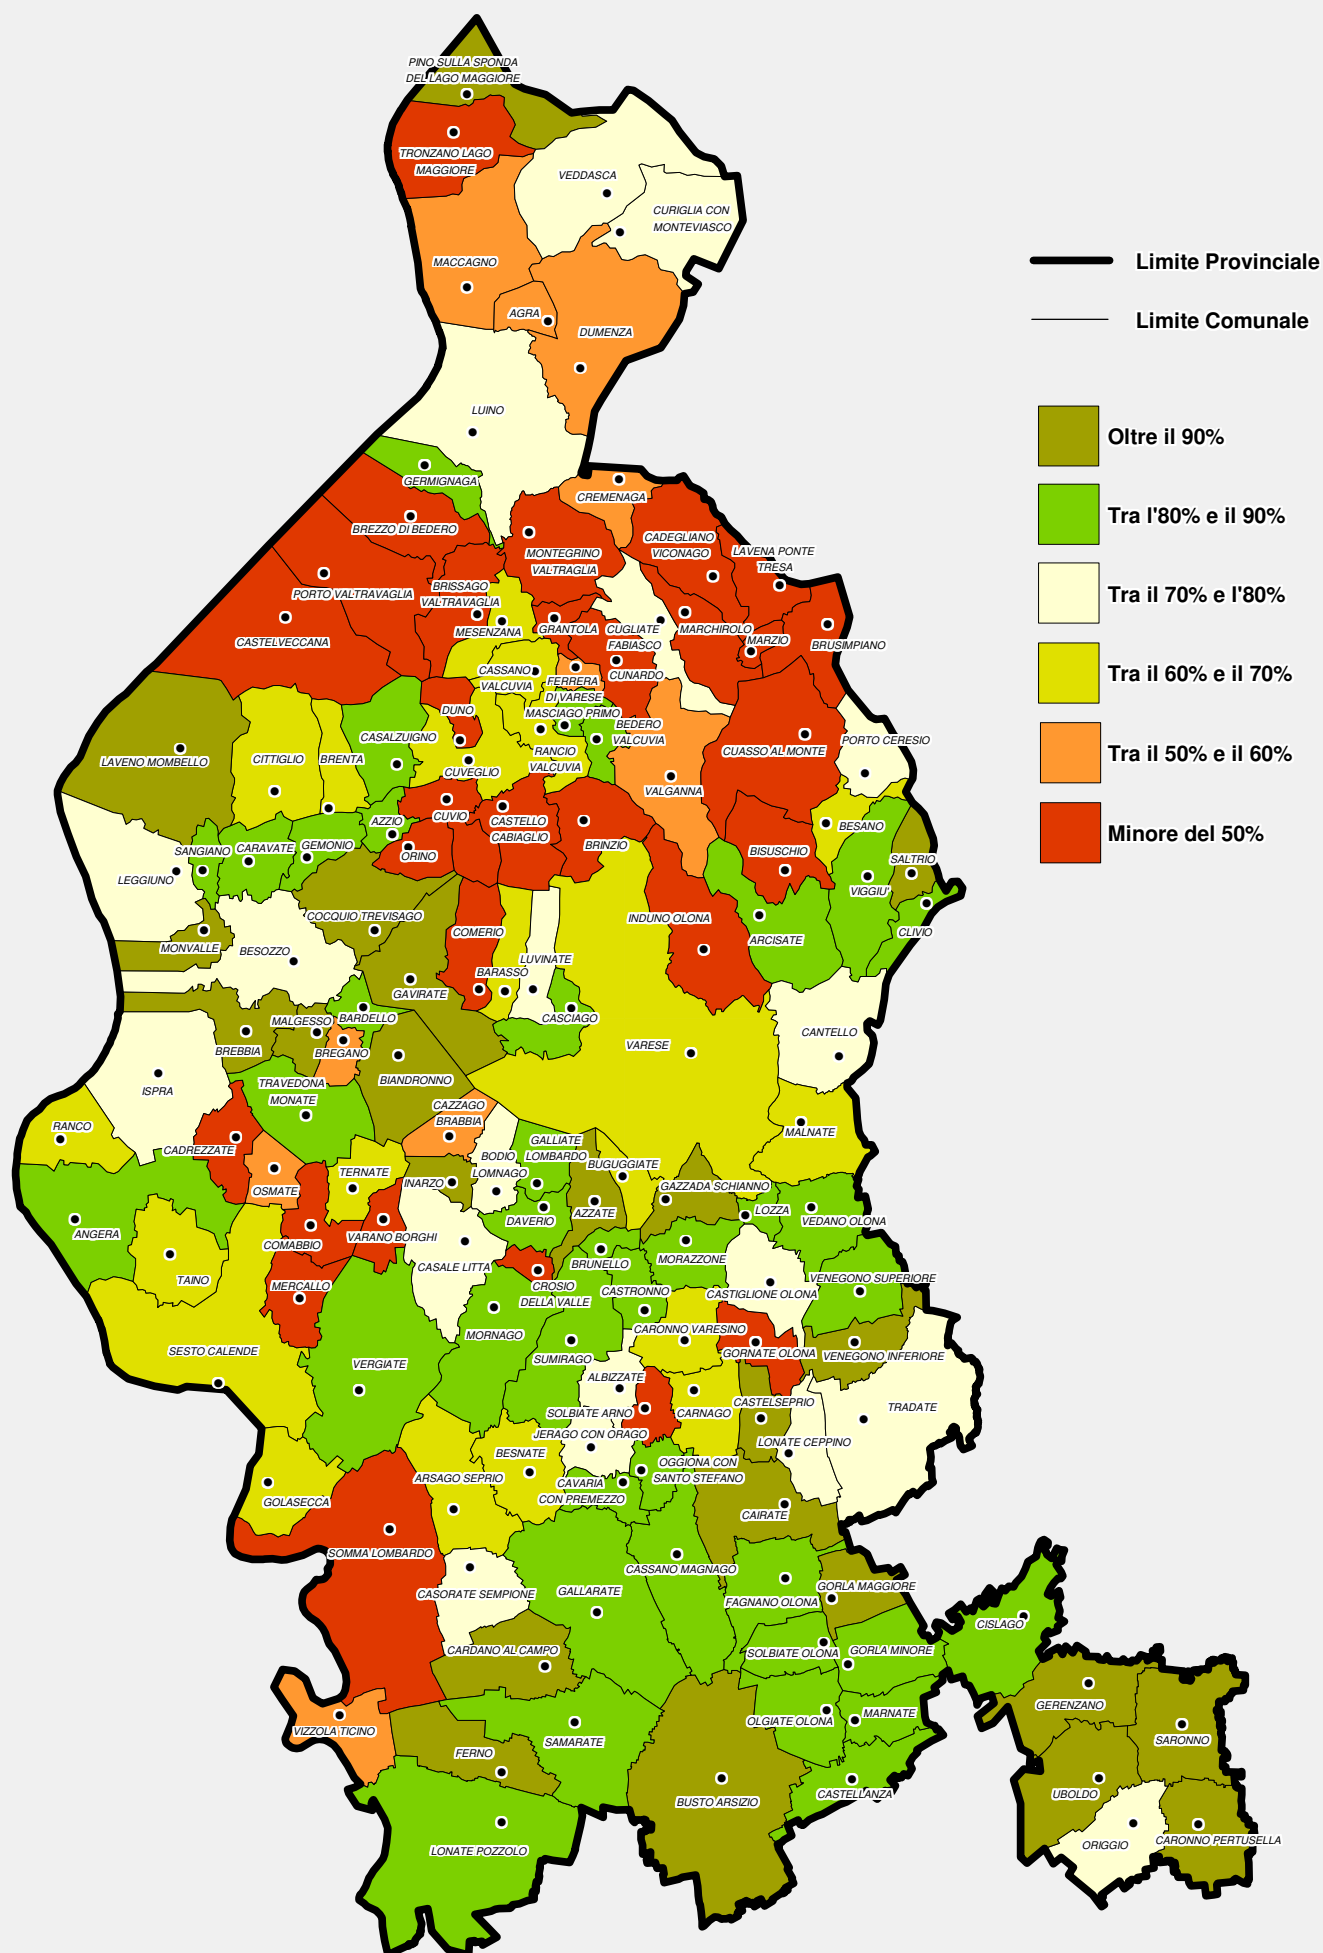 PINO SULLA SPONDA
DEL LAGO MAGGIORE
TRONZANO LAGO
MAGGIORE
VEDDASCA
CURIGLIA CON
MONTEVIASCO
MACCAGNO
AGRA
DUMENZA
Limite Provinciale
Limite Comunale
LUINO
Oltre il 90%
GERMIGNAGA
CREMENAGA
Tra l'80% e il 90%
BREZZO DI BEDERO
MONTEGRINO
VALTRAGLIA
CADEGLIANO
VICONAGO
LAVENA PONTE
TRESA
Tra il 70% e l'80%
PORTO VALTRAVAGLIA
BRISSAGO
VALTRAVAGLIA
CASTELVECCANA
MESENZANA
GRANTOLA
CUGLIATE
FABIASCO
MARCHIROLO
MARZIO
BRUSIMPIANO
CUNARDO
Tra il 60% e il 70%
CASSANO
VALCUVIA
FERRERA
DI VARESE
DUNO
MASCIAGO PRIMO
BEDERO
VALCUVIA
CASALZUIGNO
LAVENO MOMBELLO
CITTIGLIO
BRENTA
CUVEGLIO
RANCIO
VALCUVIA
CUASSO AL MONTE
PORTO CERESIO
Tra il 50% e il 60%
VALGANNA
CUVIO
CASTELLO
CABIAGLIO
AZZIO
ORINO
BRINZIO
BESANO
BISUSCHIO
SALTRIO
VIGGIU'
Minore del 50%
SANGIANO
CARAVATE
GEMONIO
LEGGIUNO
COCQUIO TREVISAGO
MONVALLE
BESOZZO
COMERIO
INDUNO OLONA
ARCISATE
CLIVIO
LUVINATE
BARASSO
GAVIRATE
CASCIAGO
BARDELLO
MALGESSO
BREBBIA
BREGANO
VARESE
CANTELLO
BIANDRONNO
TRAVEDONA
MONATE
ISPRA
CAZZAGO
BRABBIA
RANCO
CADREZZATE
MALNATE
OSMATE
TERNATE
INARZO
BODIO
LOMNAGO
GALLIATE
LOMBARDO
BUGUGGIATE
GAZZADA SCHIANNO
ANGERA
COMABBIO
VARANO BORGHI
DAVERIO
AZZATE
LOZZA
VEDANO OLONA
TAINO
CASALE LITTA
MERCALLO
BRUNELLO
MORAZZONE
CROSIO
DELLA VALLE
CASTRONNO
CASTIGLIONE OLONA
VENEGONO SUPERIORE
SESTO CALENDE
VERGIATE
MORNAGO
SUMIRAGO
CARONNO VARESINO
GORNATE OLONA
VENEGONO INFERIORE
ALBIZZATE
SOLBIATE ARNO
CARNAGO
CASTELSEPRIO
TRADATE
JERAGO CON ORAGO
LONATE CEPPINO
GOLASECCA
ARSAGO SEPRIO
BESNATE
CAVARIA
CON PREMEZZO
OGGIONA CON
SANTO STEFANO
CAIRATE
SOMMA LOMBARDO
CASORATE SEMPIONE
GALLARATE
CASSANO MAGNAGO
FAGNANO OLONA
GORLA MAGGIORE
CISLAGO
CARDANO AL CAMPO
SOLBIATE OLONA
GORLA MINORE
VIZZOLA TICINO
FERNO
SAMARATE
OLGIATE OLONA
MARNATE
GERENZANO
SARONNO
LONATE POZZOLO
BUSTO ARSIZIO
CASTELLANZA
UBOLDO
ORIGGIO
CARONNO PERTUSELLA